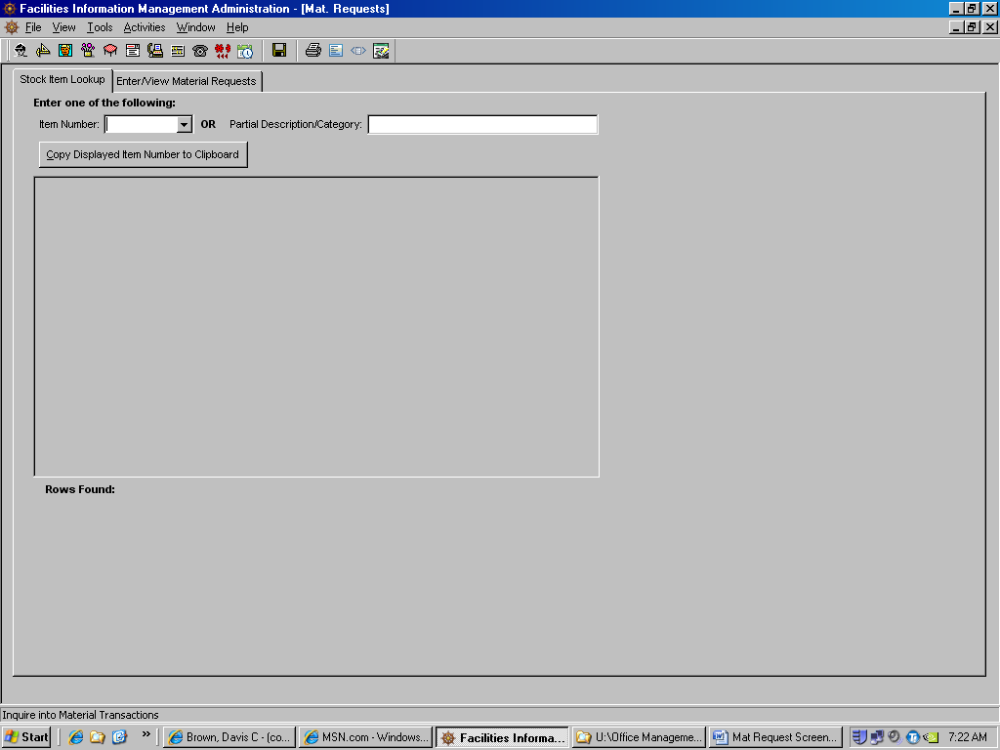 Facilities Information Management Administration - [Mat. Requests]
File View Tools Activities Window Help
Stock Item Lookup Enter/View Material Requests
Enter one of the following:
Item Number: OR Partial Description/Category:
Copy Displayed Item Number to Clipboard
Rows Found:
Inquire into Material Transactions
Start » Brown, Davis C - (co... MSN.com - Windows... Facilities Informa... U:\Office Manageme... Mat Request Screen... 7:22 AM